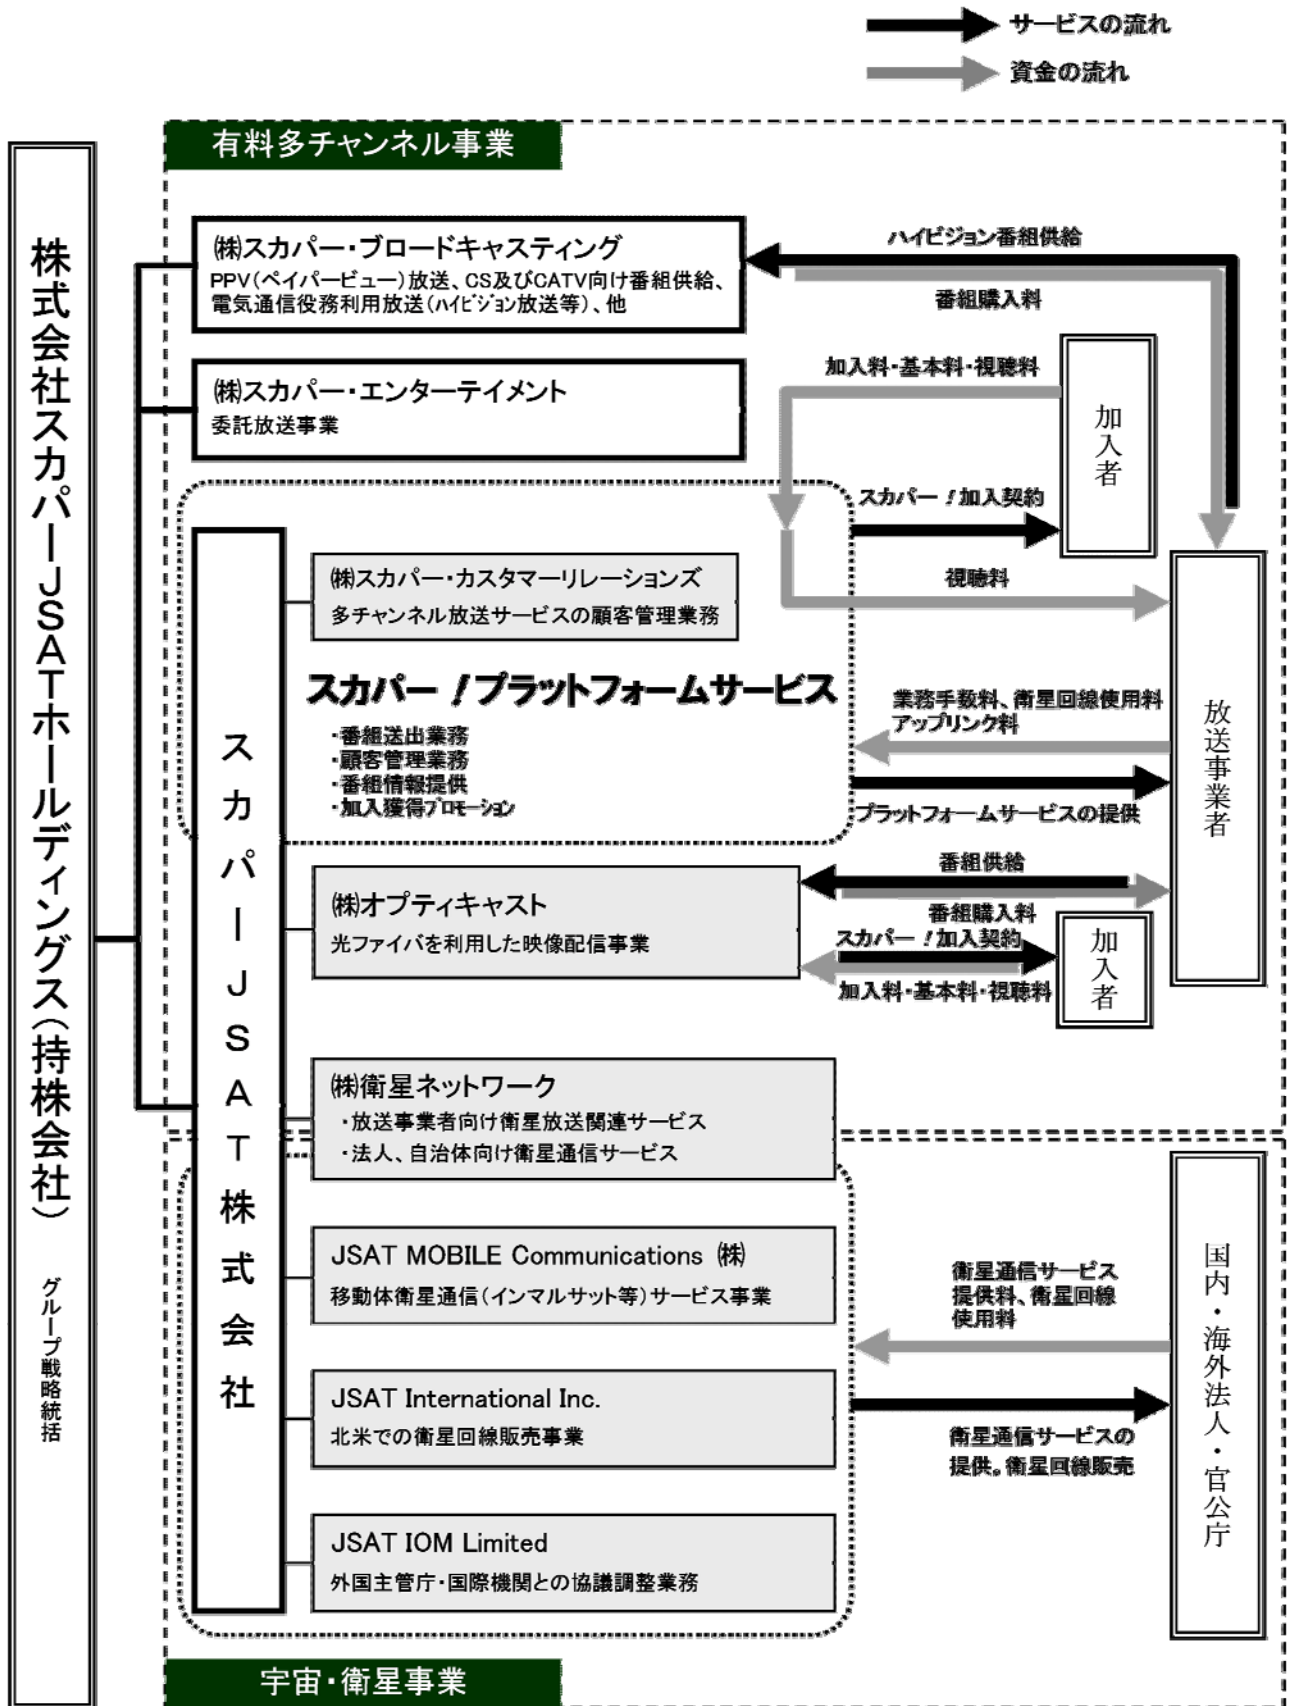 サービスの流れ
資金の流れ
有料多チャンネル事業
株式会社スカパーJSATホールディングス(持株会社)
グループ戦略統括
㈱スカパー・ブロードキャスティング
PPV(ペイパービュー)放送、CS及びCATV向け番組供給、
電気通信役務利用放送(ハイビジョン放送等)、他
ハイビジョン番組供給
番組購入料
㈱スカパー・エンターテイメント
委託放送事業
加入料・基本料・視聴料
加入者
スカパー!加入契約
視聴料
スカパーJSAT株式会社
㈱スカパー・カスタマーリレーションズ
多チャンネル放送サービスの顧客管理業務
スカパー!プラットフォームサービス
・番組送出業務
・顧客管理業務
・番組情報提供
・加入獲得プロモーション
業務手数料、衛星回線使用料
アップリンク料
プラットフォームサービスの提供
放送事業者
㈱オプティキャスト
光ファイバを利用した映像配信事業
番組供給
番組購入料
スカパー!加入契約
加入料・基本料・視聴料
加入者
㈱衛星ネットワーク
・放送事業者向け衛星放送関連サービス
・法人、自治体向け衛星通信サービス
JSAT MOBILE Communications ㈱
移動体衛星通信(インマルサット等)サービス事業
JSAT International Inc.
北米での衛星回線販売事業
JSAT IOM Limited
外国主管庁・国際機関との協議調整業務
衛星通信サービス
提供料、衛星回線
使用料
衛星通信サービスの
提供。衛星回線販売
国内・海外法人・官公庁
宇宙・衛星事業